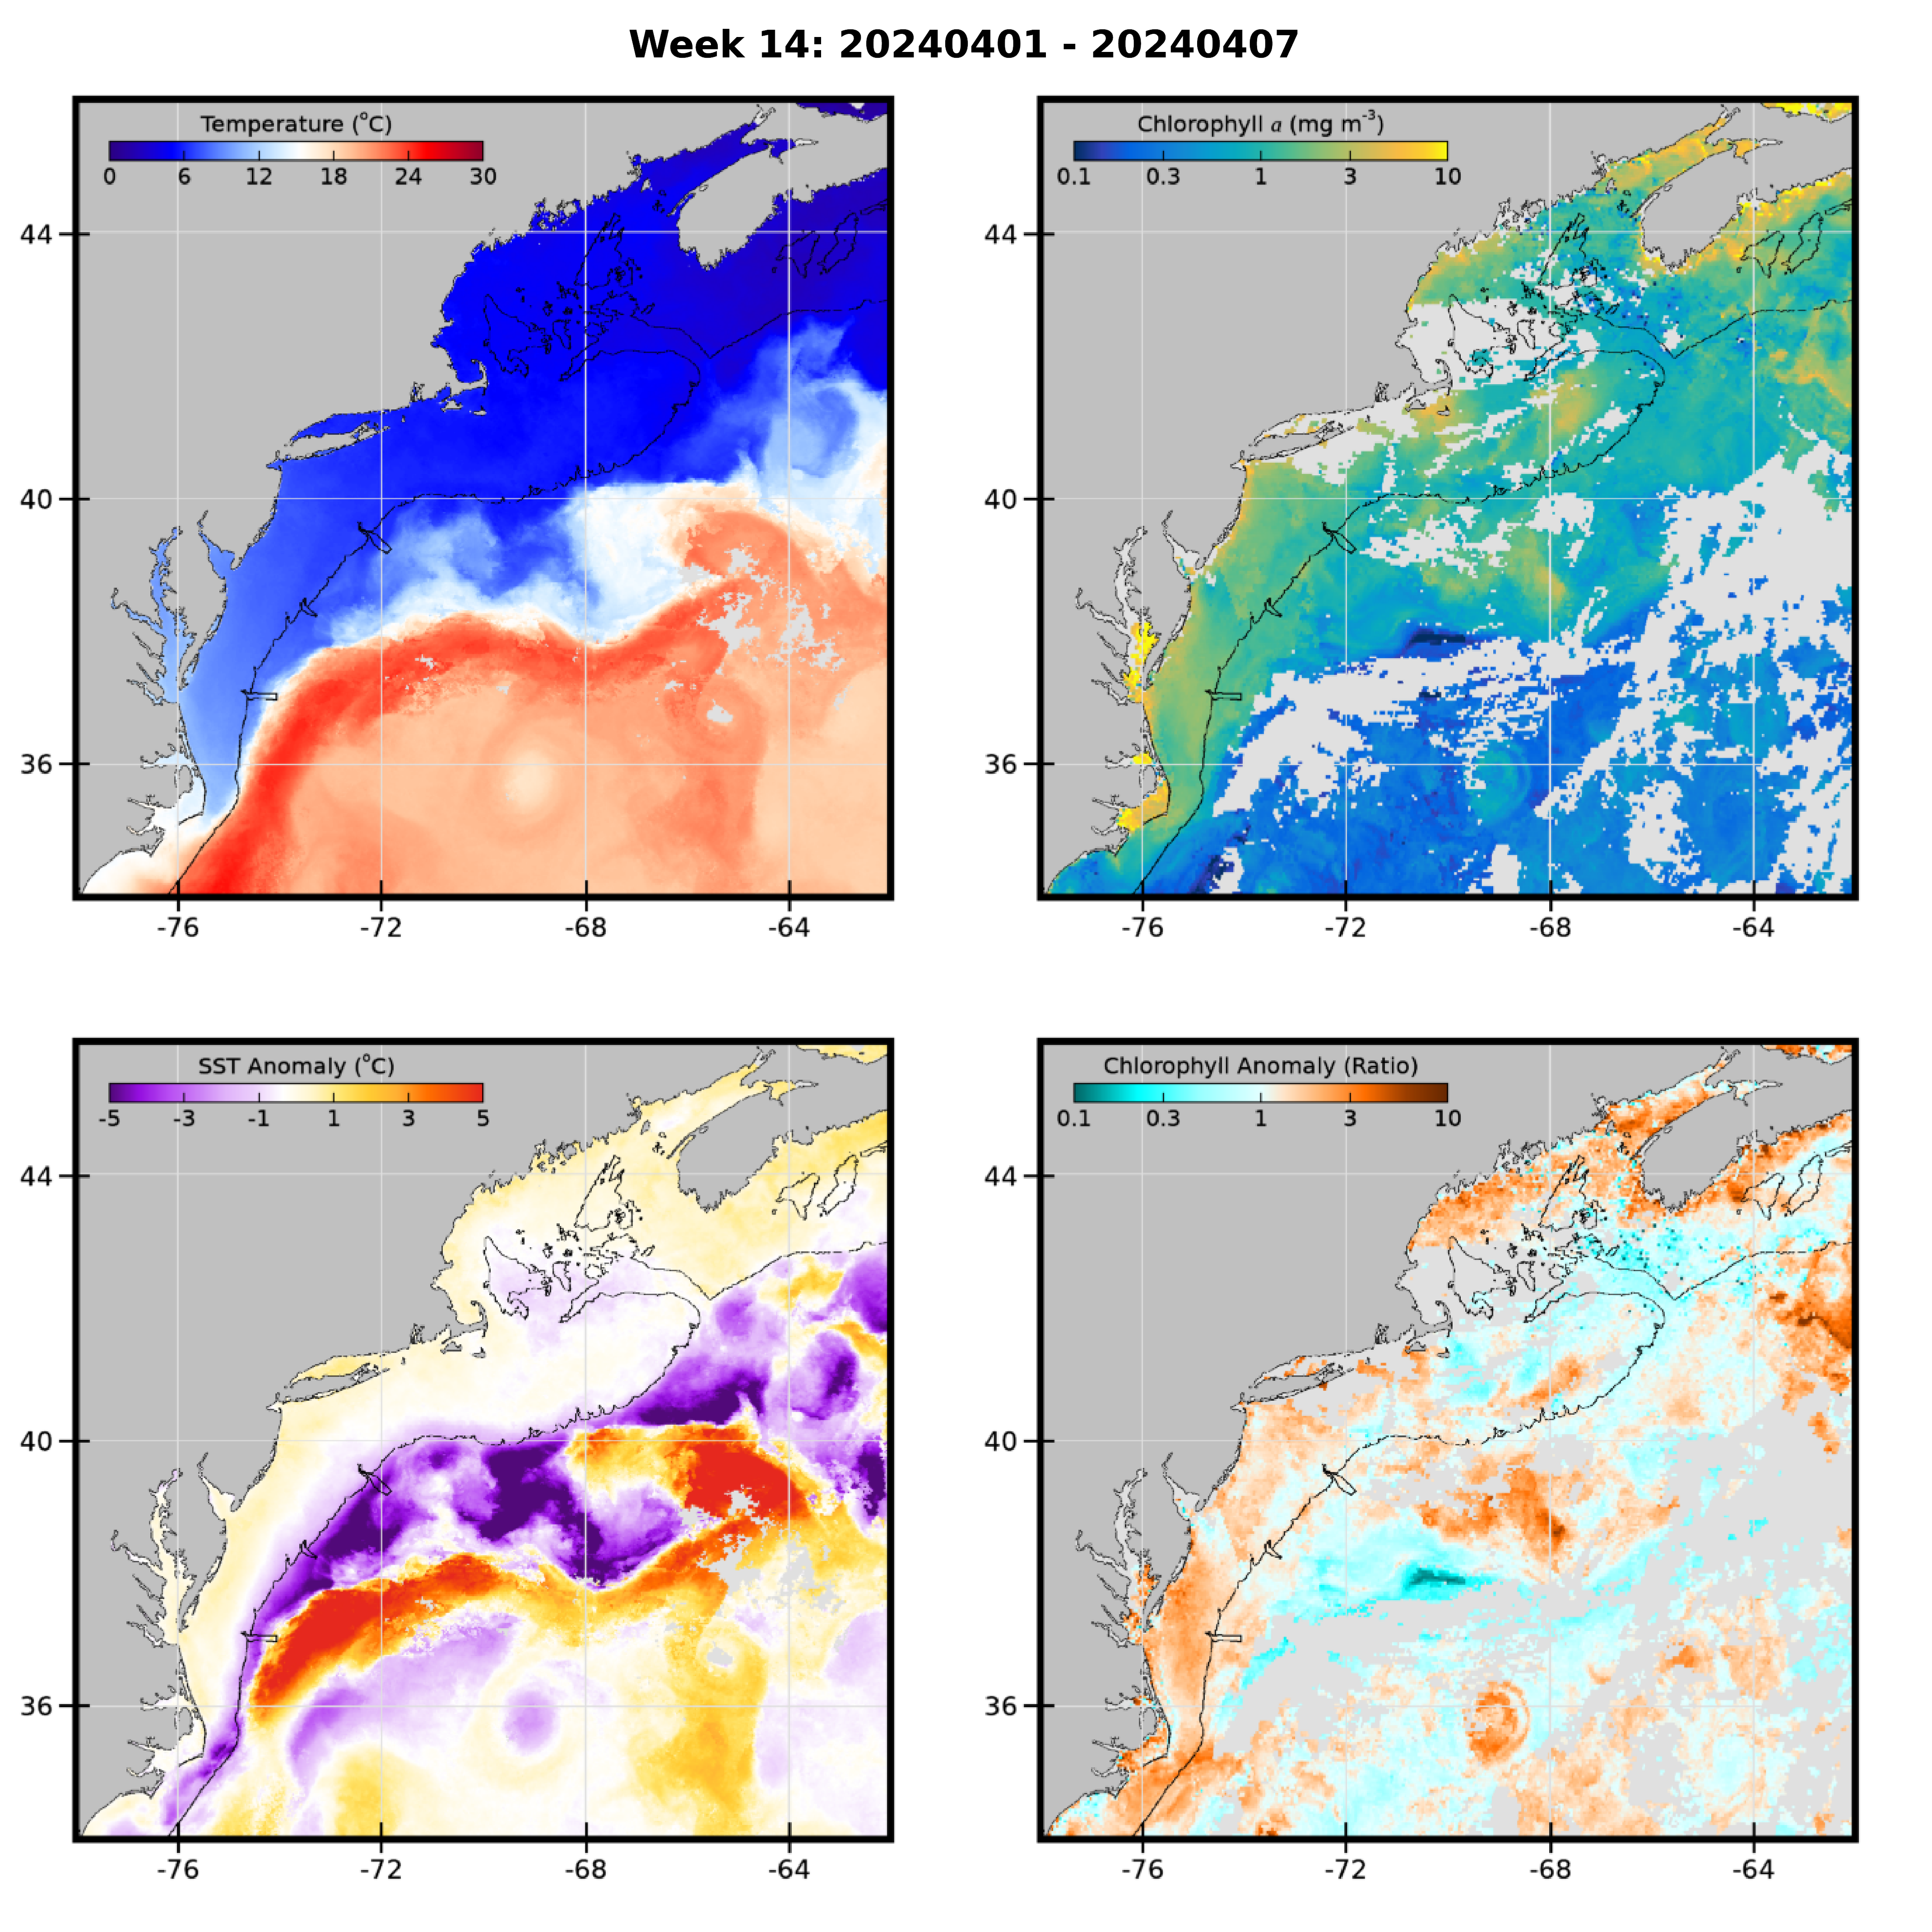 Week 14: 20240401 - 20240407
Temperature (°C)
0 6 12 18 24 30
44
40
36
-76 -72 -68 -64
Chlorophyll a (mg m⁻³)
0.1 0.3 1 3 10
44
40
36
-76 -72 -68 -64
SST Anomaly (°C)
-5 -3 -1 1 3 5
44
40
36
-76 -72 -68 -64
Chlorophyll Anomaly (Ratio)
0.1 0.3 1 3 10
44
40
36
-76 -72 -68 -64